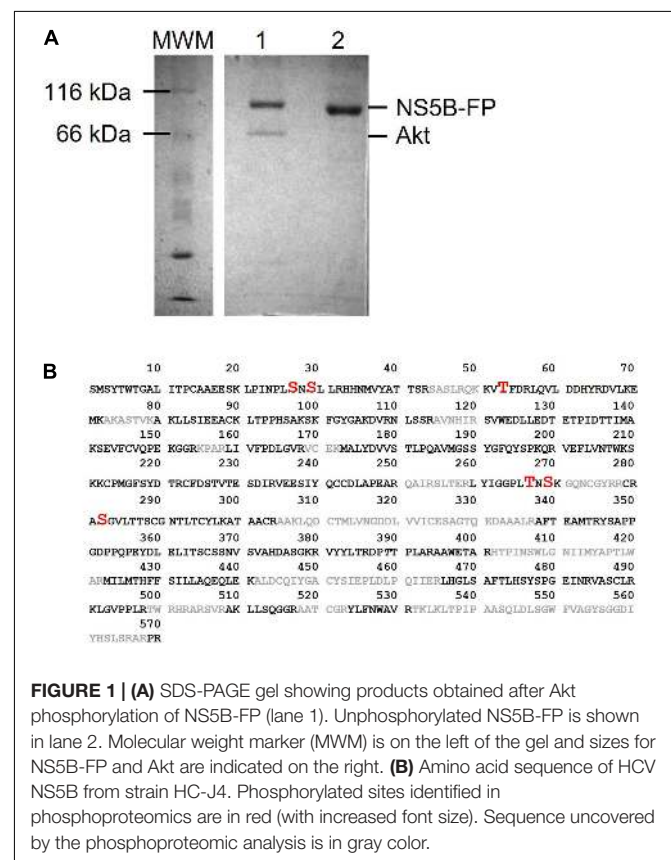 A
MWM 1 2
116 kDa
66 kDa
NS5B-FP
Akt
B
10 20 30 40 50 60 70
SMSYTWTGAL ITPCAAEESK LPINPLSNSL LRHHNMVYAT TSRSASLRQK KVTFDRLQVL DDHYRDVLKE
80 90 100 110 120 130 140
MKAKASTVKA KLLSIEEACK LTPPHSAKSK FGYGAKDVRN LSSRAVNHIR SVWEDLLEDT ETPIDTTIMA
150 160 170 180 190 200 210
KSEVFCVQPE KGGRKPARLI VFPDLGVRVC EKMALYDVVS TLPQAVMGSS YGFQYSPKQR VEFLVNTWKS
220 230 240 250 260 270 280
KKCPMGFSYD TRCFDSTVTE SDIRVEESIY QCCDLAPEAR QAIRSLTERL YIGGPLTNSK GQNCGYRRCR
290 300 310 320 330 340 350
ASGVLTTSCG NTLTCYLKAT AACRAAKLQD CTMLVNGDDL VVICESAGTQ EDAAALRAFT EAMTRYSAPP
360 370 380 390 400 410 420
GDPPQPEYDL ELITSCSSNV SVAHDASGKR VYYLTRDPTT PLARAAWETA RHYPINSWLG NIIMYAPTLW
430 440 450 460 470 480 490
ARMILMTHFF SILLAQEQLE KALDCQIYGA CYSIEPLDLP QIIERLHGLS AFTLHSYSPG EINRVASCLR
500 510 520 530 540 550 560
KLGVPPLRTW RHRARSVRAK LLSQGGRAAT CGRYLFNWAV RTKLKLTPIP AASQLDLSGW FVAGYSGGDI
570
YHSLSRARPR
FIGURE 1 | (A) SDS-PAGE gel showing products obtained after Akt
phosphorylation of NS5B-FP (lane 1). Unphosphorylated NS5B-FP is shown
in lane 2. Molecular weight marker (MWM) is on the left of the gel and sizes for
NS5B-FP and Akt are indicated on the right. (B) Amino acid sequence of HCV
NS5B from strain HC-J4. Phosphorylated sites identified in
phosphoproteomics are in red (with increased font size). Sequence uncovered
by the phosphoproteomic analysis is in gray color.